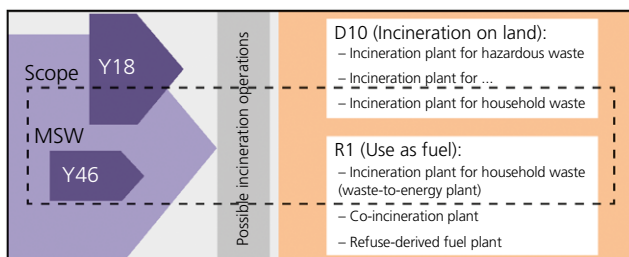 Scope
Y18
MSW
Y46
Possible incineration operations
D10 (Incineration on land):
– Incineration plant for hazardous waste
– Incineration plant for ...
– Incineration plant for household waste
R1 (Use as fuel):
– Incineration plant for household waste
(waste-to-energy plant)
– Co-incineration plant
– Refuse-derived fuel plant